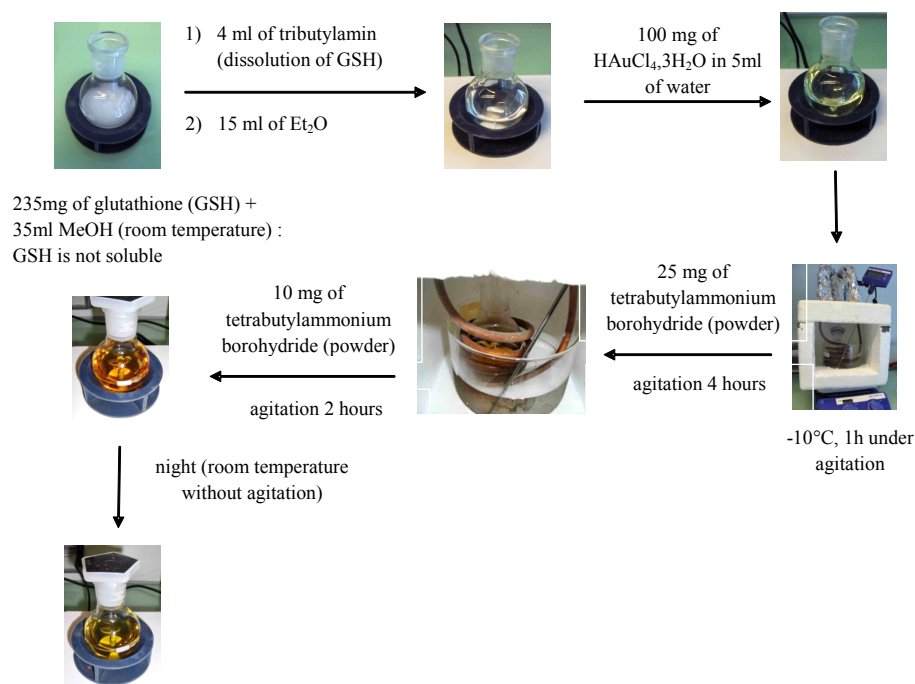 1) 4 ml of tributylamin
(dissolution of GSH)
2) 15 ml of Et₂O
100 mg of
HAuCl₄,3H₂O in 5ml
of water
235mg of glutathione (GSH) +
35ml MeOH (room temperature) :
GSH is not soluble
25 mg of
tetrabutylammonium
borohydride (powder)
agitation 4 hours
10 mg of
tetrabutylammonium
borohydride (powder)
agitation 2 hours
-10°C, 1h under
agitation
night (room temperature
without agitation)